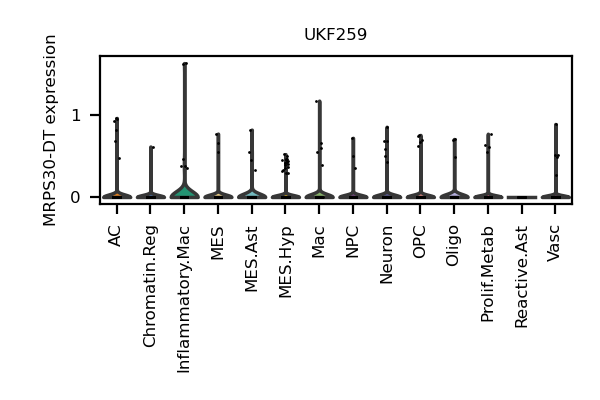 UKF259
MRPS30-DT expression
1
0
AC
Chromatin.Reg
Inflammatory.Mac
MES
MES.Ast
MES.Hyp
Mac
NPC
Neuron
OPC
Oligo
Prolif.Metab
Reactive.Ast
Vasc